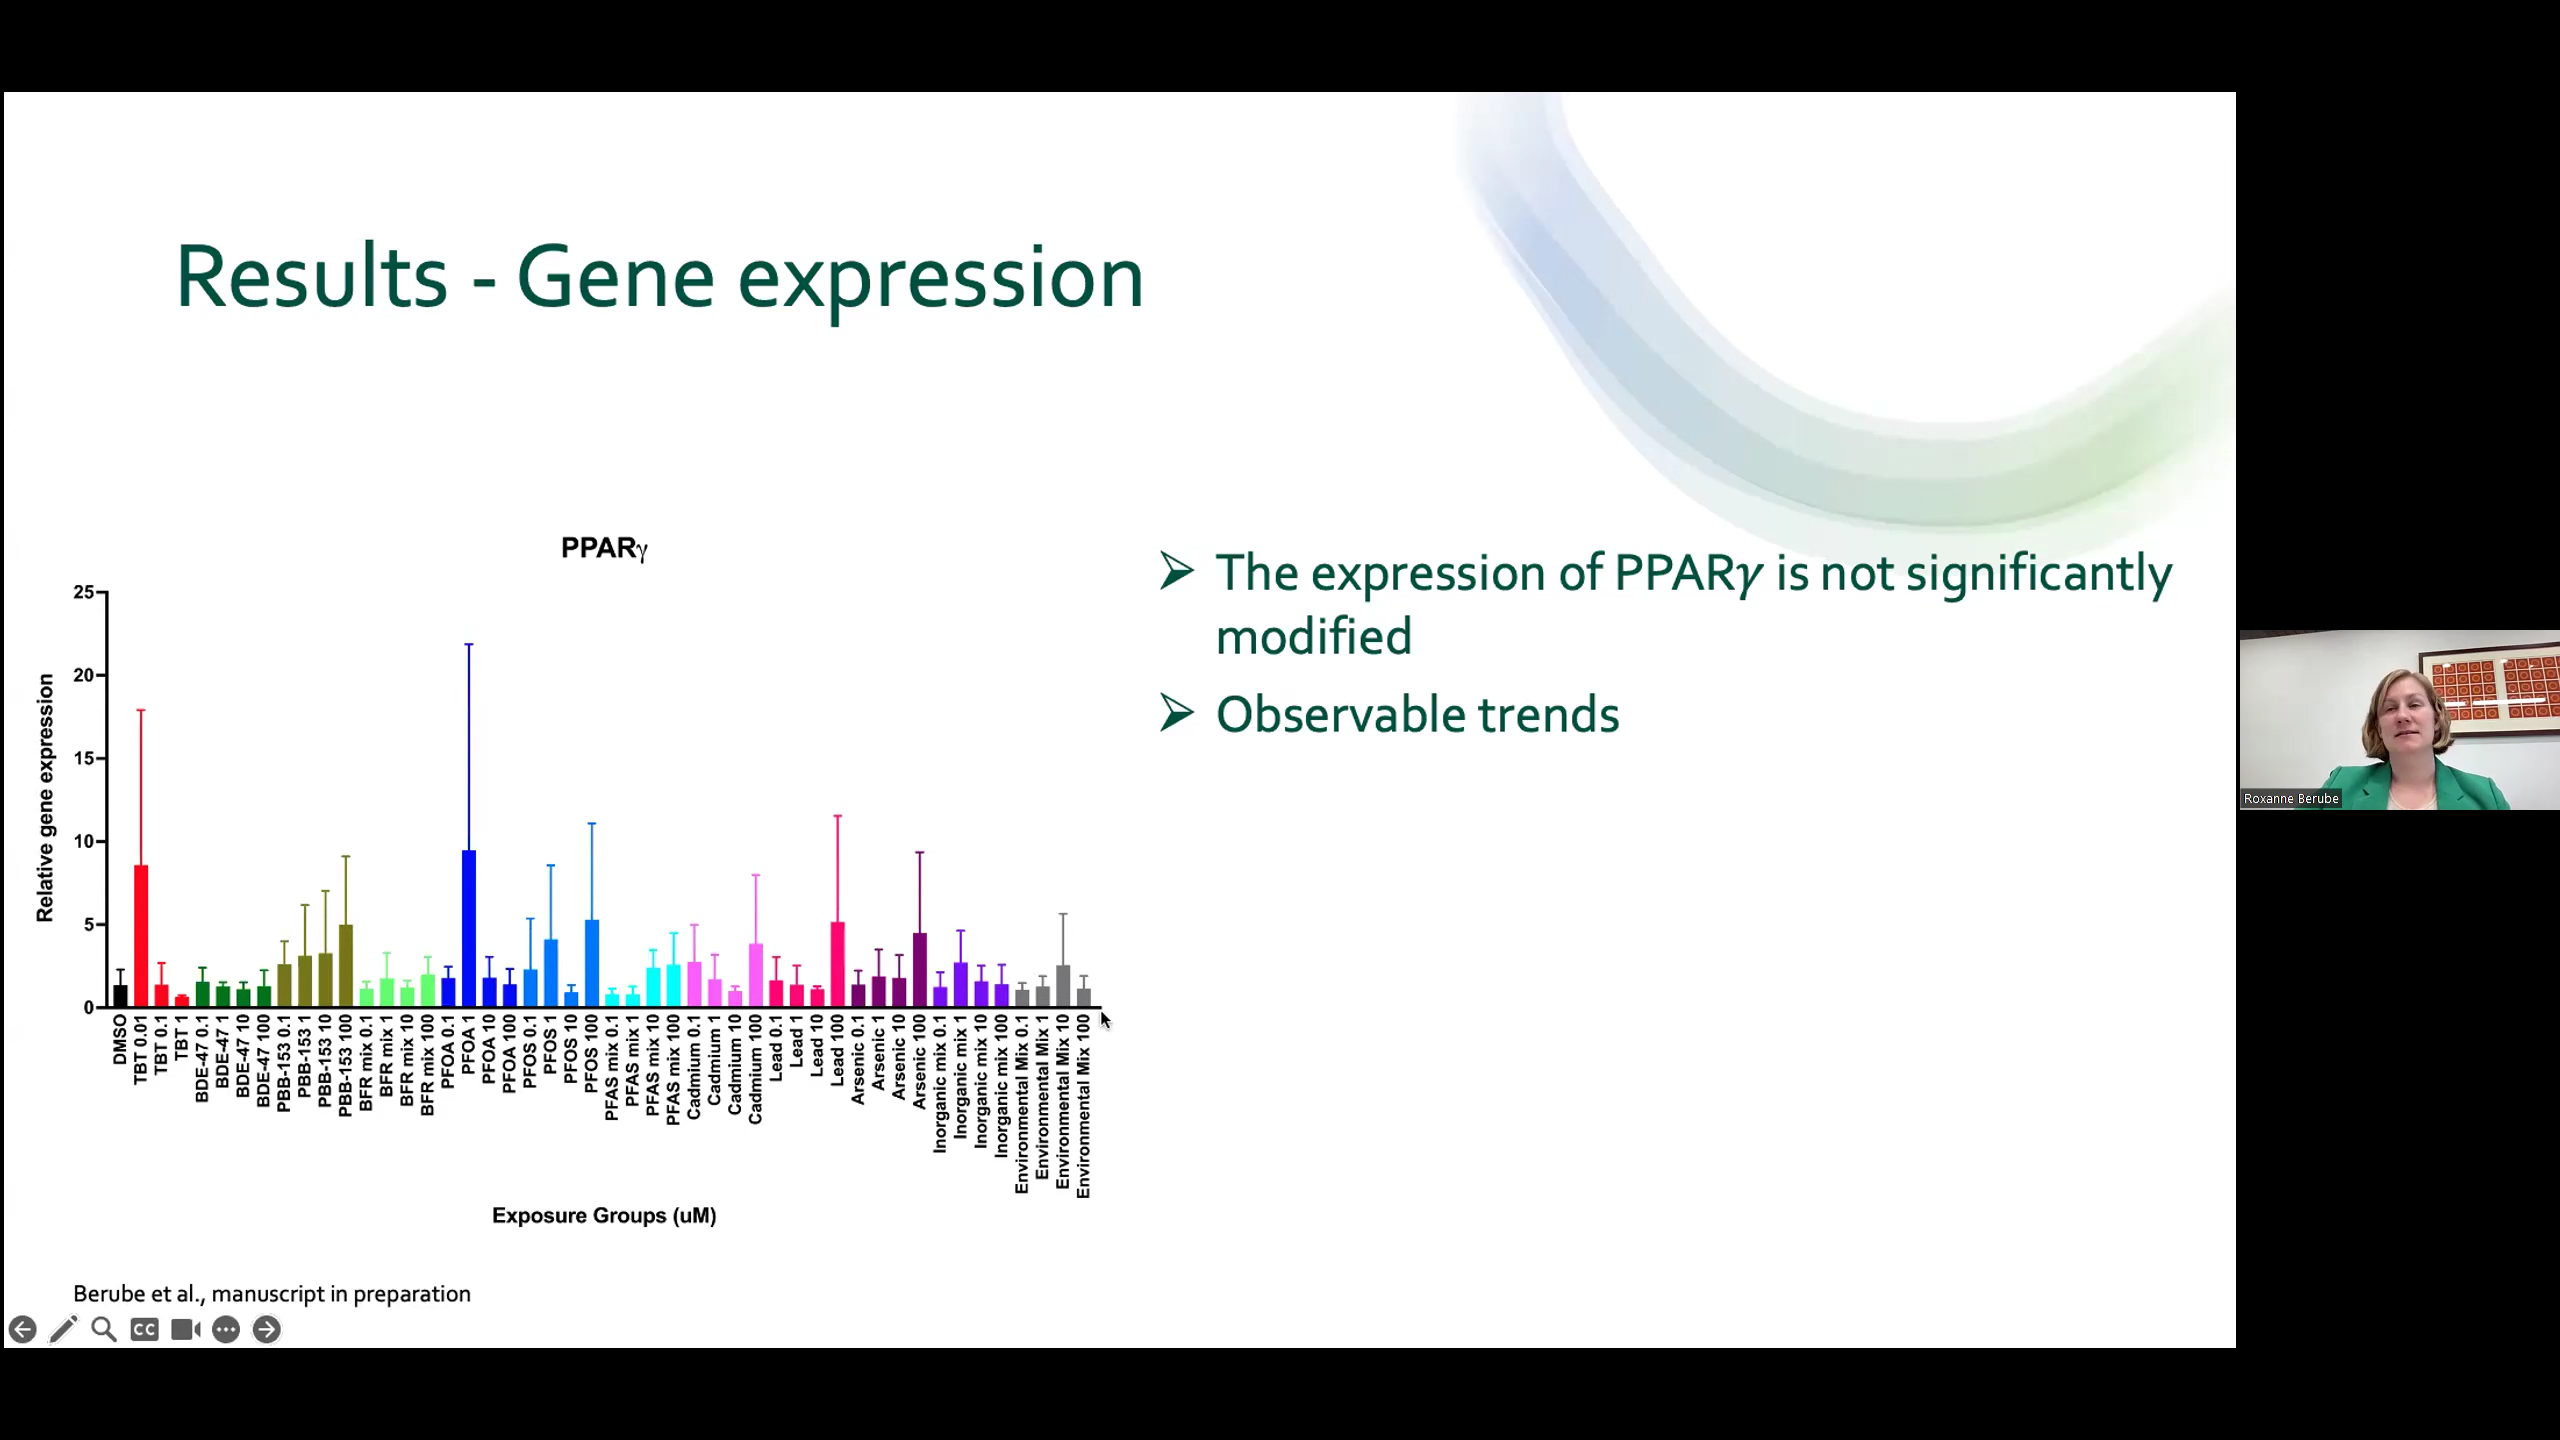 Results - Gene expression
PPARγ
25
20
15
10
5
0
Relative gene expression
DMSO
TBT 0.01
TBT 0.1
TBT 1
BDE-47 0.1
BDE-47 1
BDE-47 10
BDE-47 100
PBB-153 0.1
PBB-153 1
PBB-153 10
PBB-153 100
BFR mix 0.1
BFR mix 1
BFR mix 10
BFR mix 100
PFOA 0.1
PFOA 1
PFOA 10
PFOA 100
PFOS 0.1
PFOS 1
PFOS 10
PFOS 100
PFAS mix 0.1
PFAS mix 1
PFAS mix 10
PFAS mix 100
Cadmium 0.1
Cadmium 1
Cadmium 10
Cadmium 100
Lead 0.1
Lead 1
Lead 10
Lead 100
Arsenic 0.1
Arsenic 1
Arsenic 10
Arsenic 100
Inorganic mix 0.1
Inorganic mix 1
Inorganic mix 10
Inorganic mix 100
Environmental Mix 0.1
Environmental Mix 1
Environmental Mix 10
Environmental Mix 100
Exposure Groups (uM)
➢ The expression of PPARγ is not significantly
modified
➢ Observable trends
Berube et al., manuscript in preparation
CC
Roxanne Berube